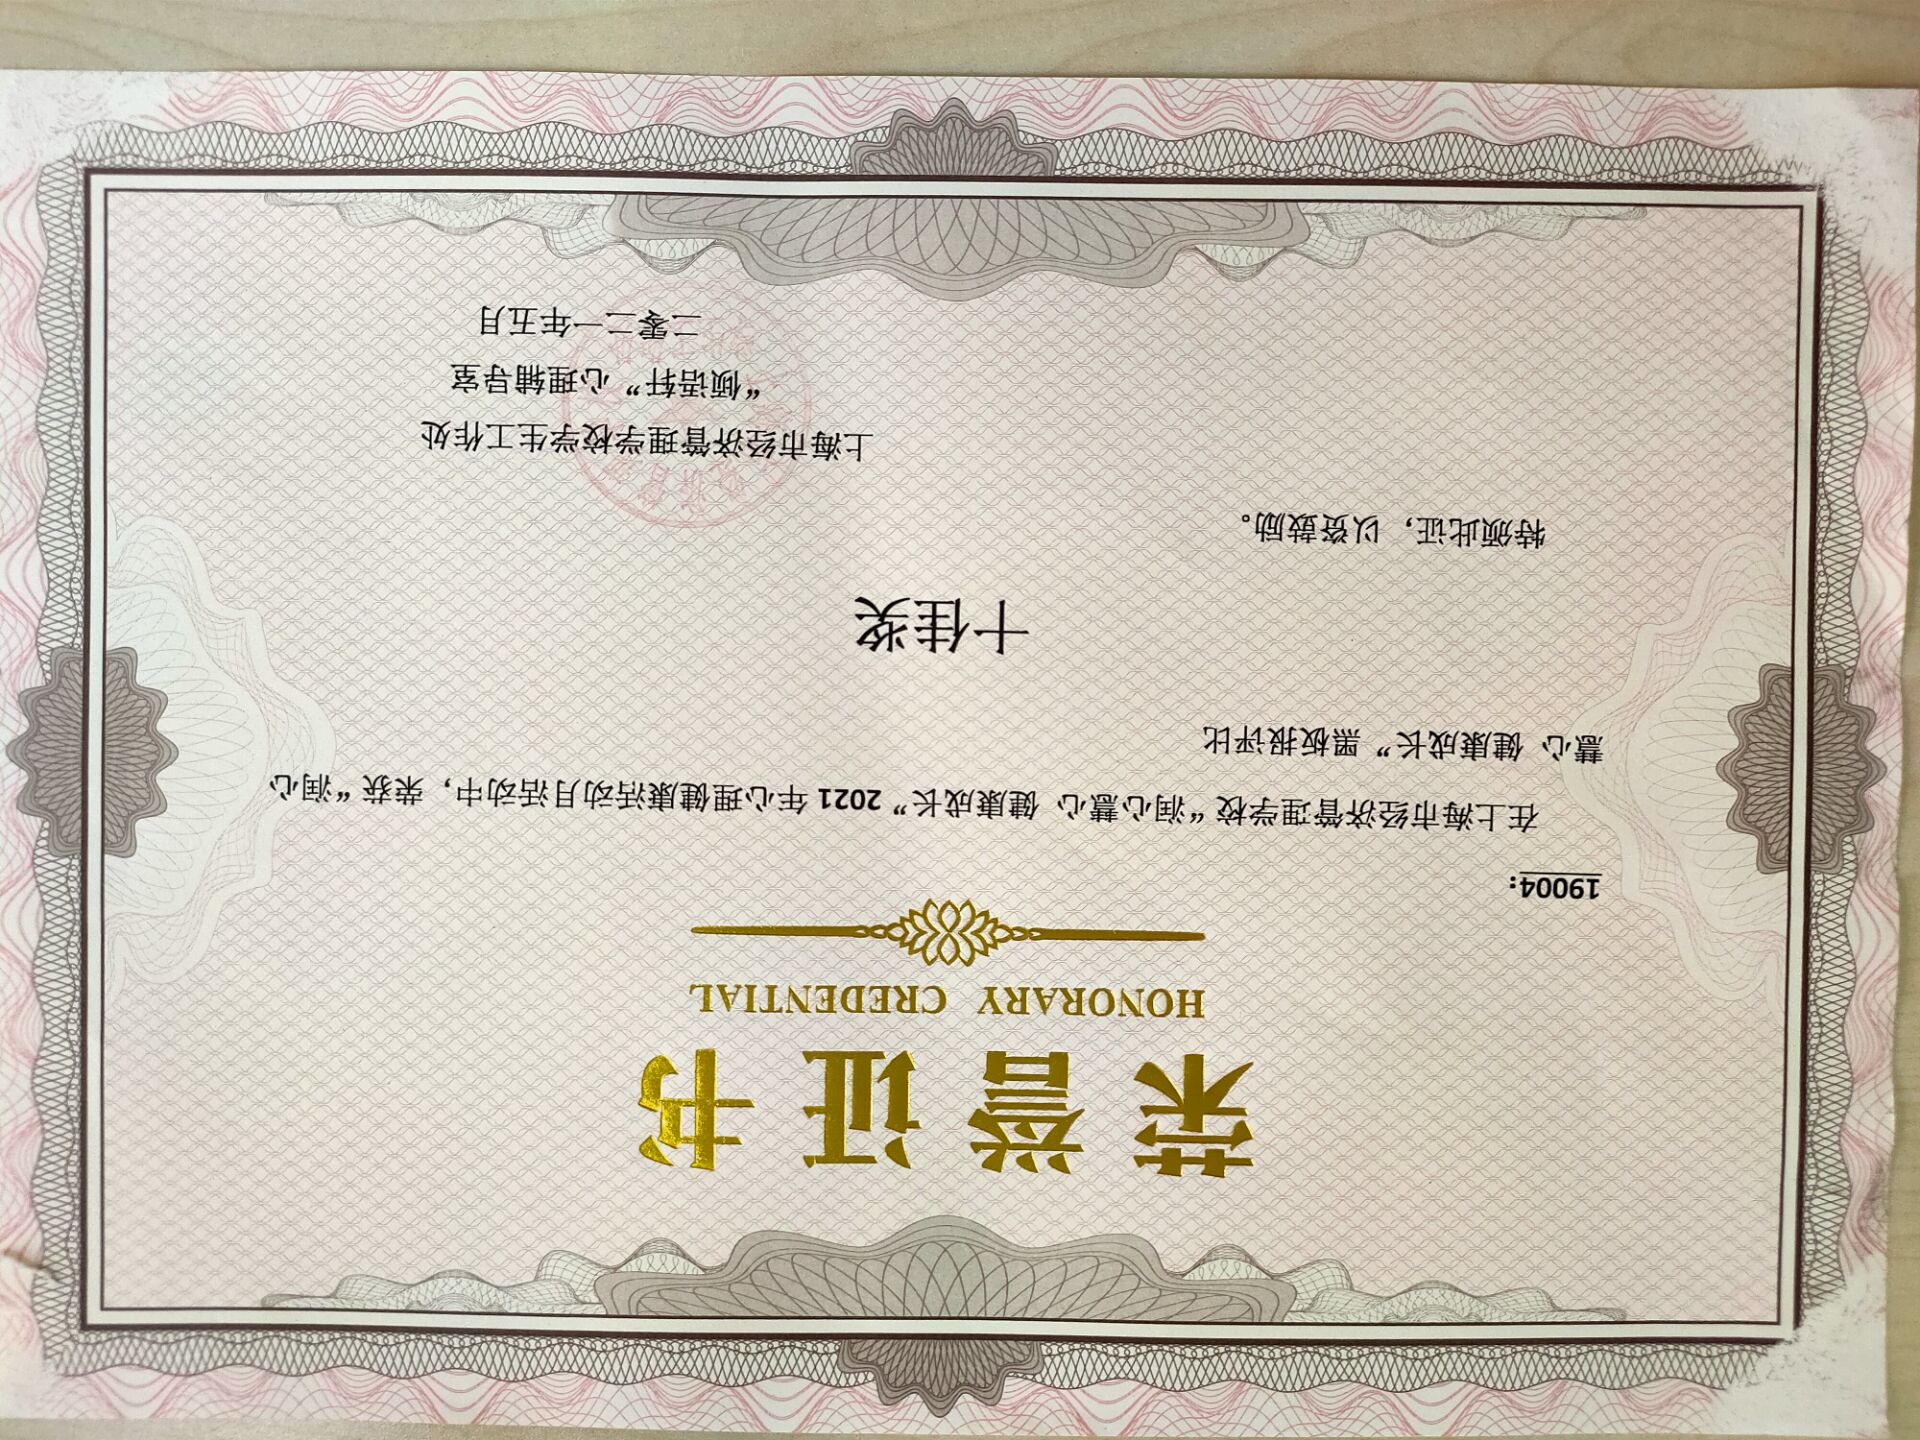 荣誉证书
HONORARY CREDENTIAL
19004：
在上海市经济管理学校“润心慧心 健康成长”2021 年心理健康活动月活动中，荣获“润心
慧心 健康成长”黑板报评比
十佳奖
特颁此证，以资鼓励。
上海市经济管理学校学生工作处
“倾语轩”心理辅导室
二零二一年五月